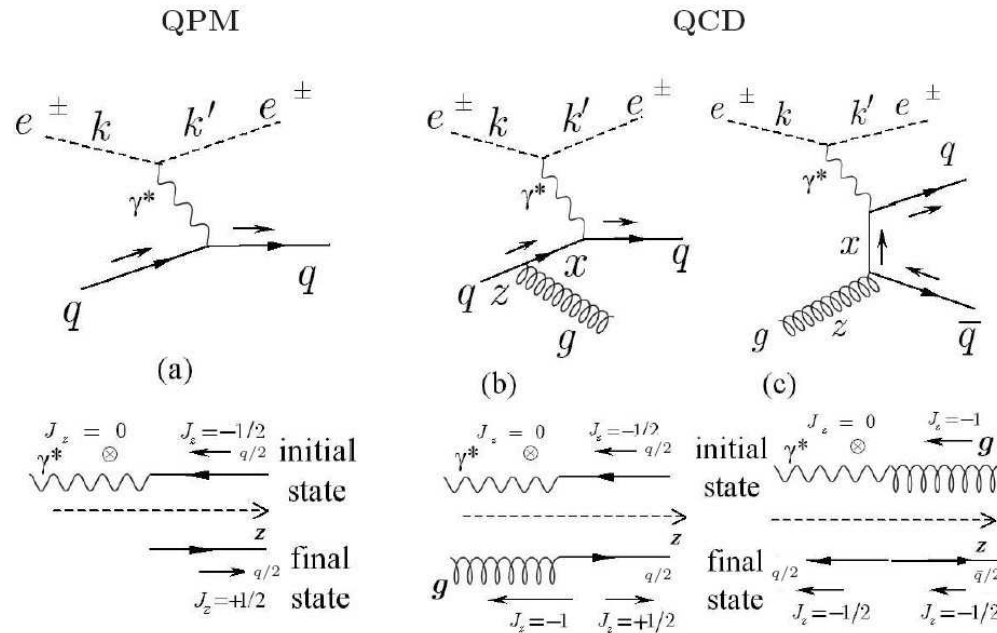 QPM QCD
e ± k k′ e ±
γ*
q q
(a)
e ± k k′ e ±
γ*
q z x q
g
(b)
e ± k k′ e ±
γ*
q
x
g z q̅
(c)
J_z = 0 J_z=−1/2
γ* ⊗ q/2 initial
state
z
final
q/2 state
J_z=+1/2
J_z = 0 J_z=−1/2
γ* ⊗ q/2
z
g q/2
J_z=−1 J_z=+1/2
J_z = 0 J_z=−1
initial γ* ⊗ g
state
z
final q/2 q̅/2
state
J_z=−1/2 J_z=−1/2